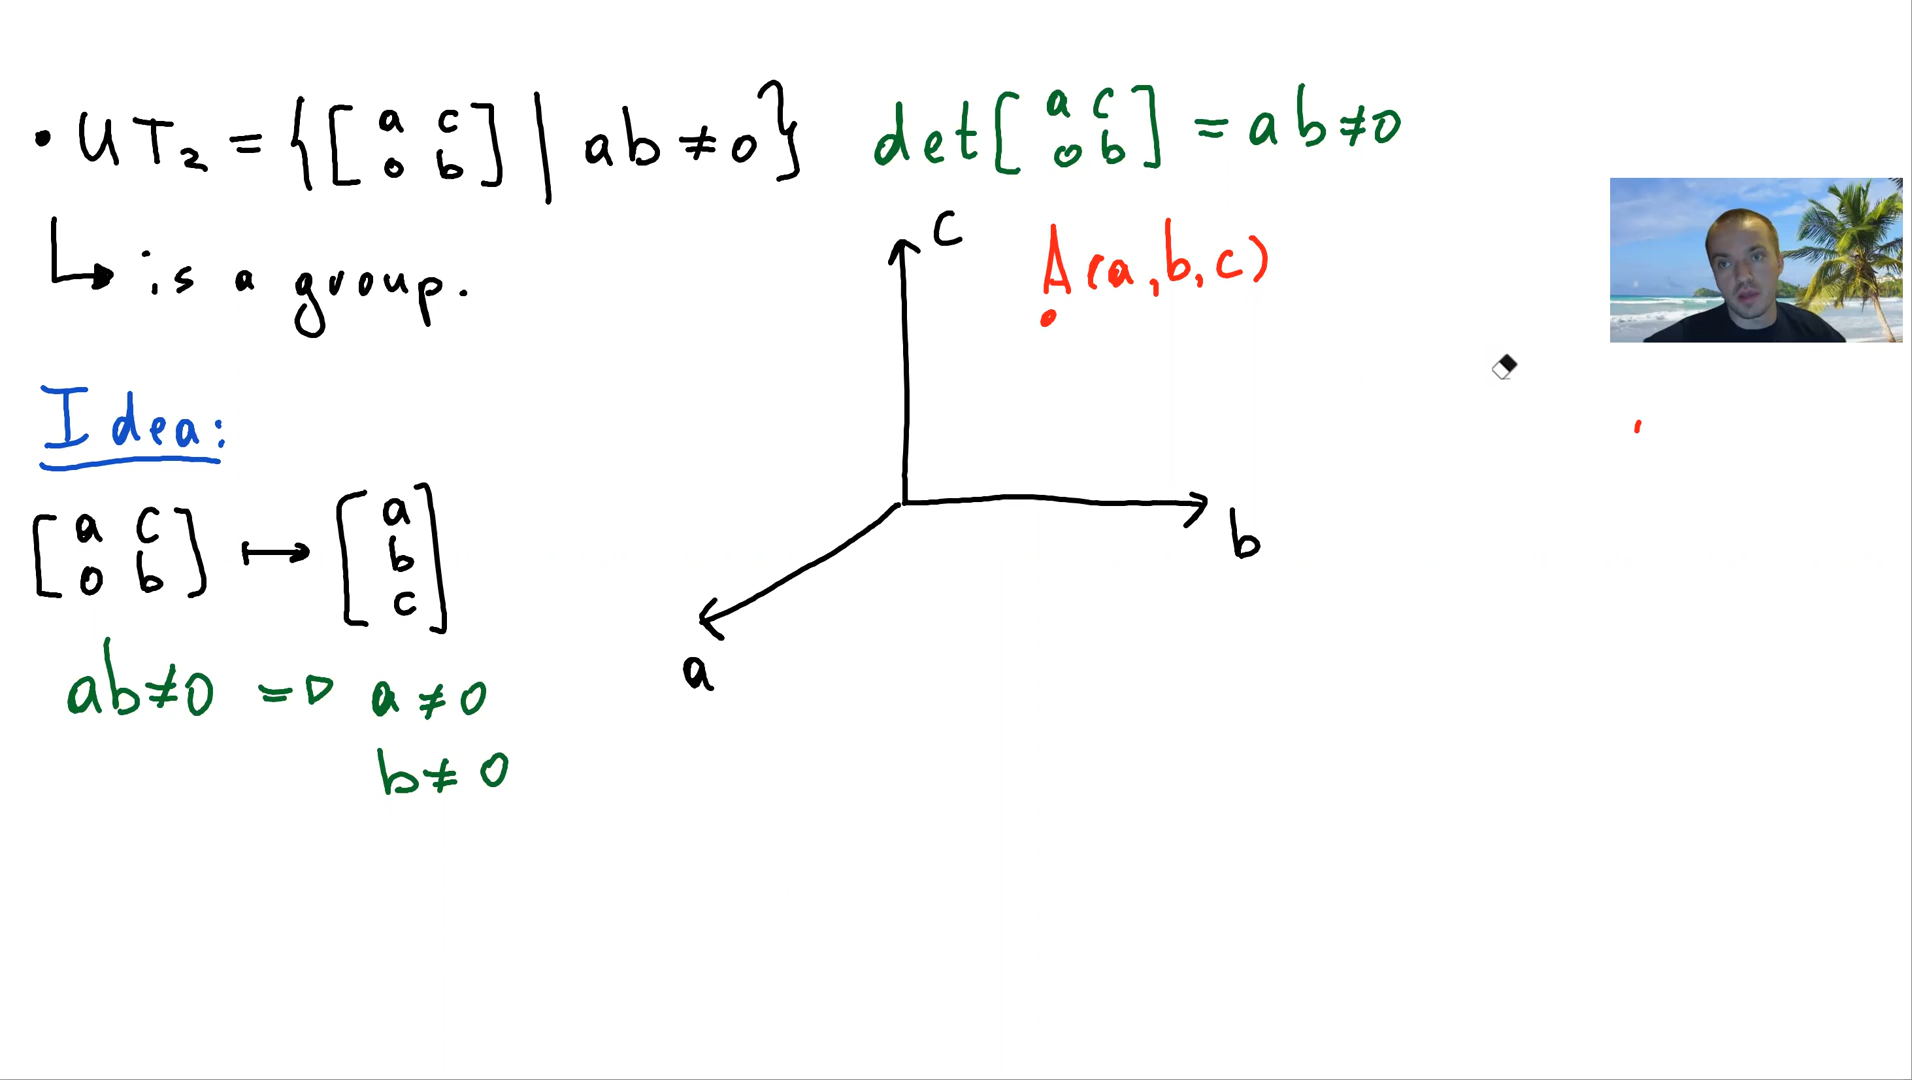 • UT₂ = { [ a c ; 0 b ] | ab ≠ 0 }
det [ a c ; 0 b ] = ab ≠ 0
↳ is a group.
c
A(a,b,c)
Idea:
[ a c ; 0 b ] ↦ [ a ; b ; c ]
b
a
ab ≠ 0 ⇒ a ≠ 0
b ≠ 0